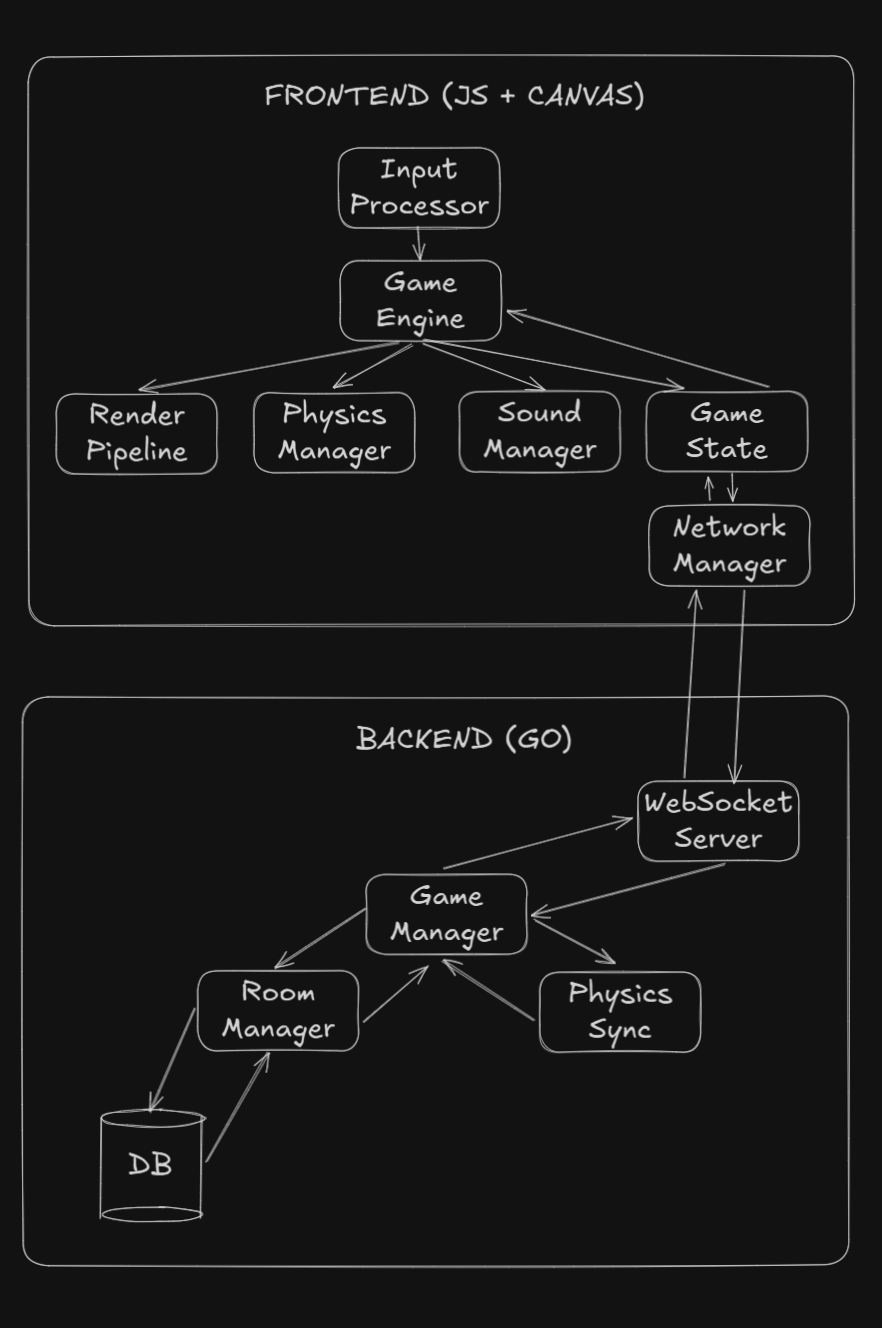 FRONTEND (JS + CANVAS)
Input
Processor
Game
Engine
Render
Pipeline
Physics
Manager
Sound
Manager
Game
State
Network
Manager
BACKEND (GO)
WebSocket
Server
Game
Manager
Room
Manager
Physics
Sync
DB